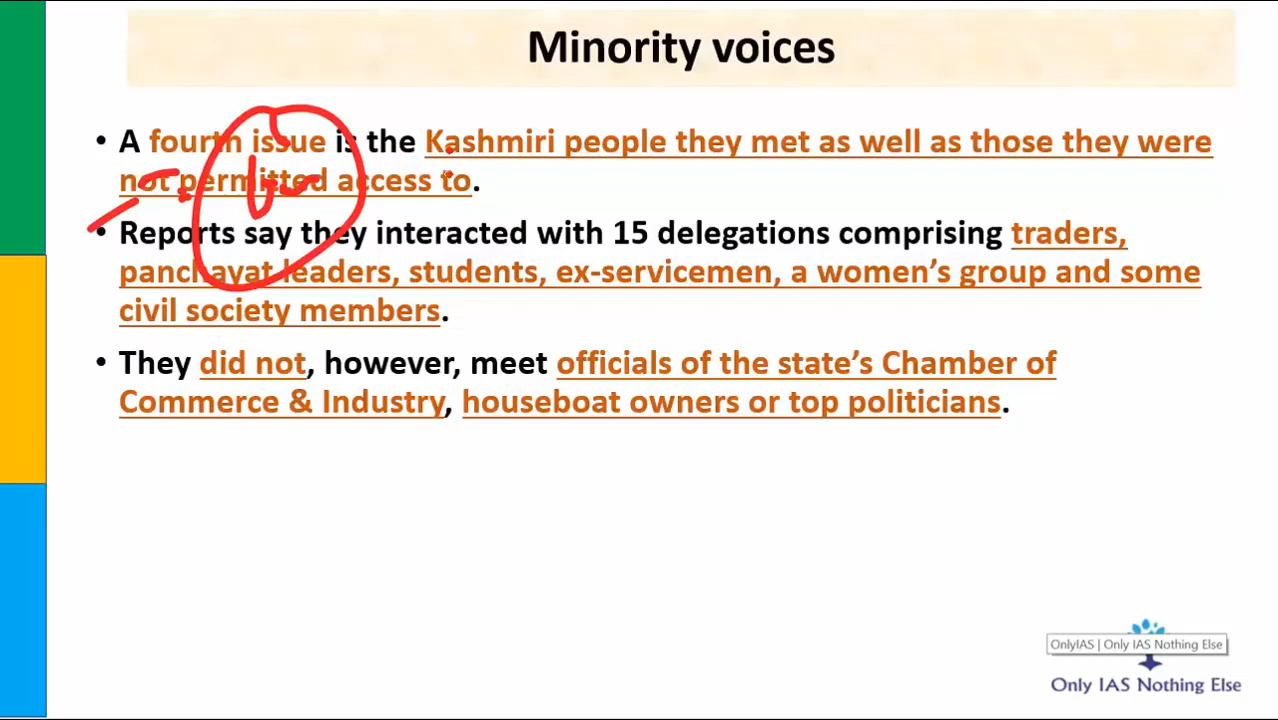 Minority voices
• A fourth issue is the Kashmiri people they met as well as those they were
not permitted access to.
• Reports say they interacted with 15 delegations comprising traders,
panchayat leaders, students, ex-servicemen, a women's group and some
civil society members.
• They did not, however, meet officials of the state's Chamber of
Commerce & Industry, houseboat owners or top politicians.
OnlyIAS | Only IAS Nothing Else
Only IAS Nothing Else